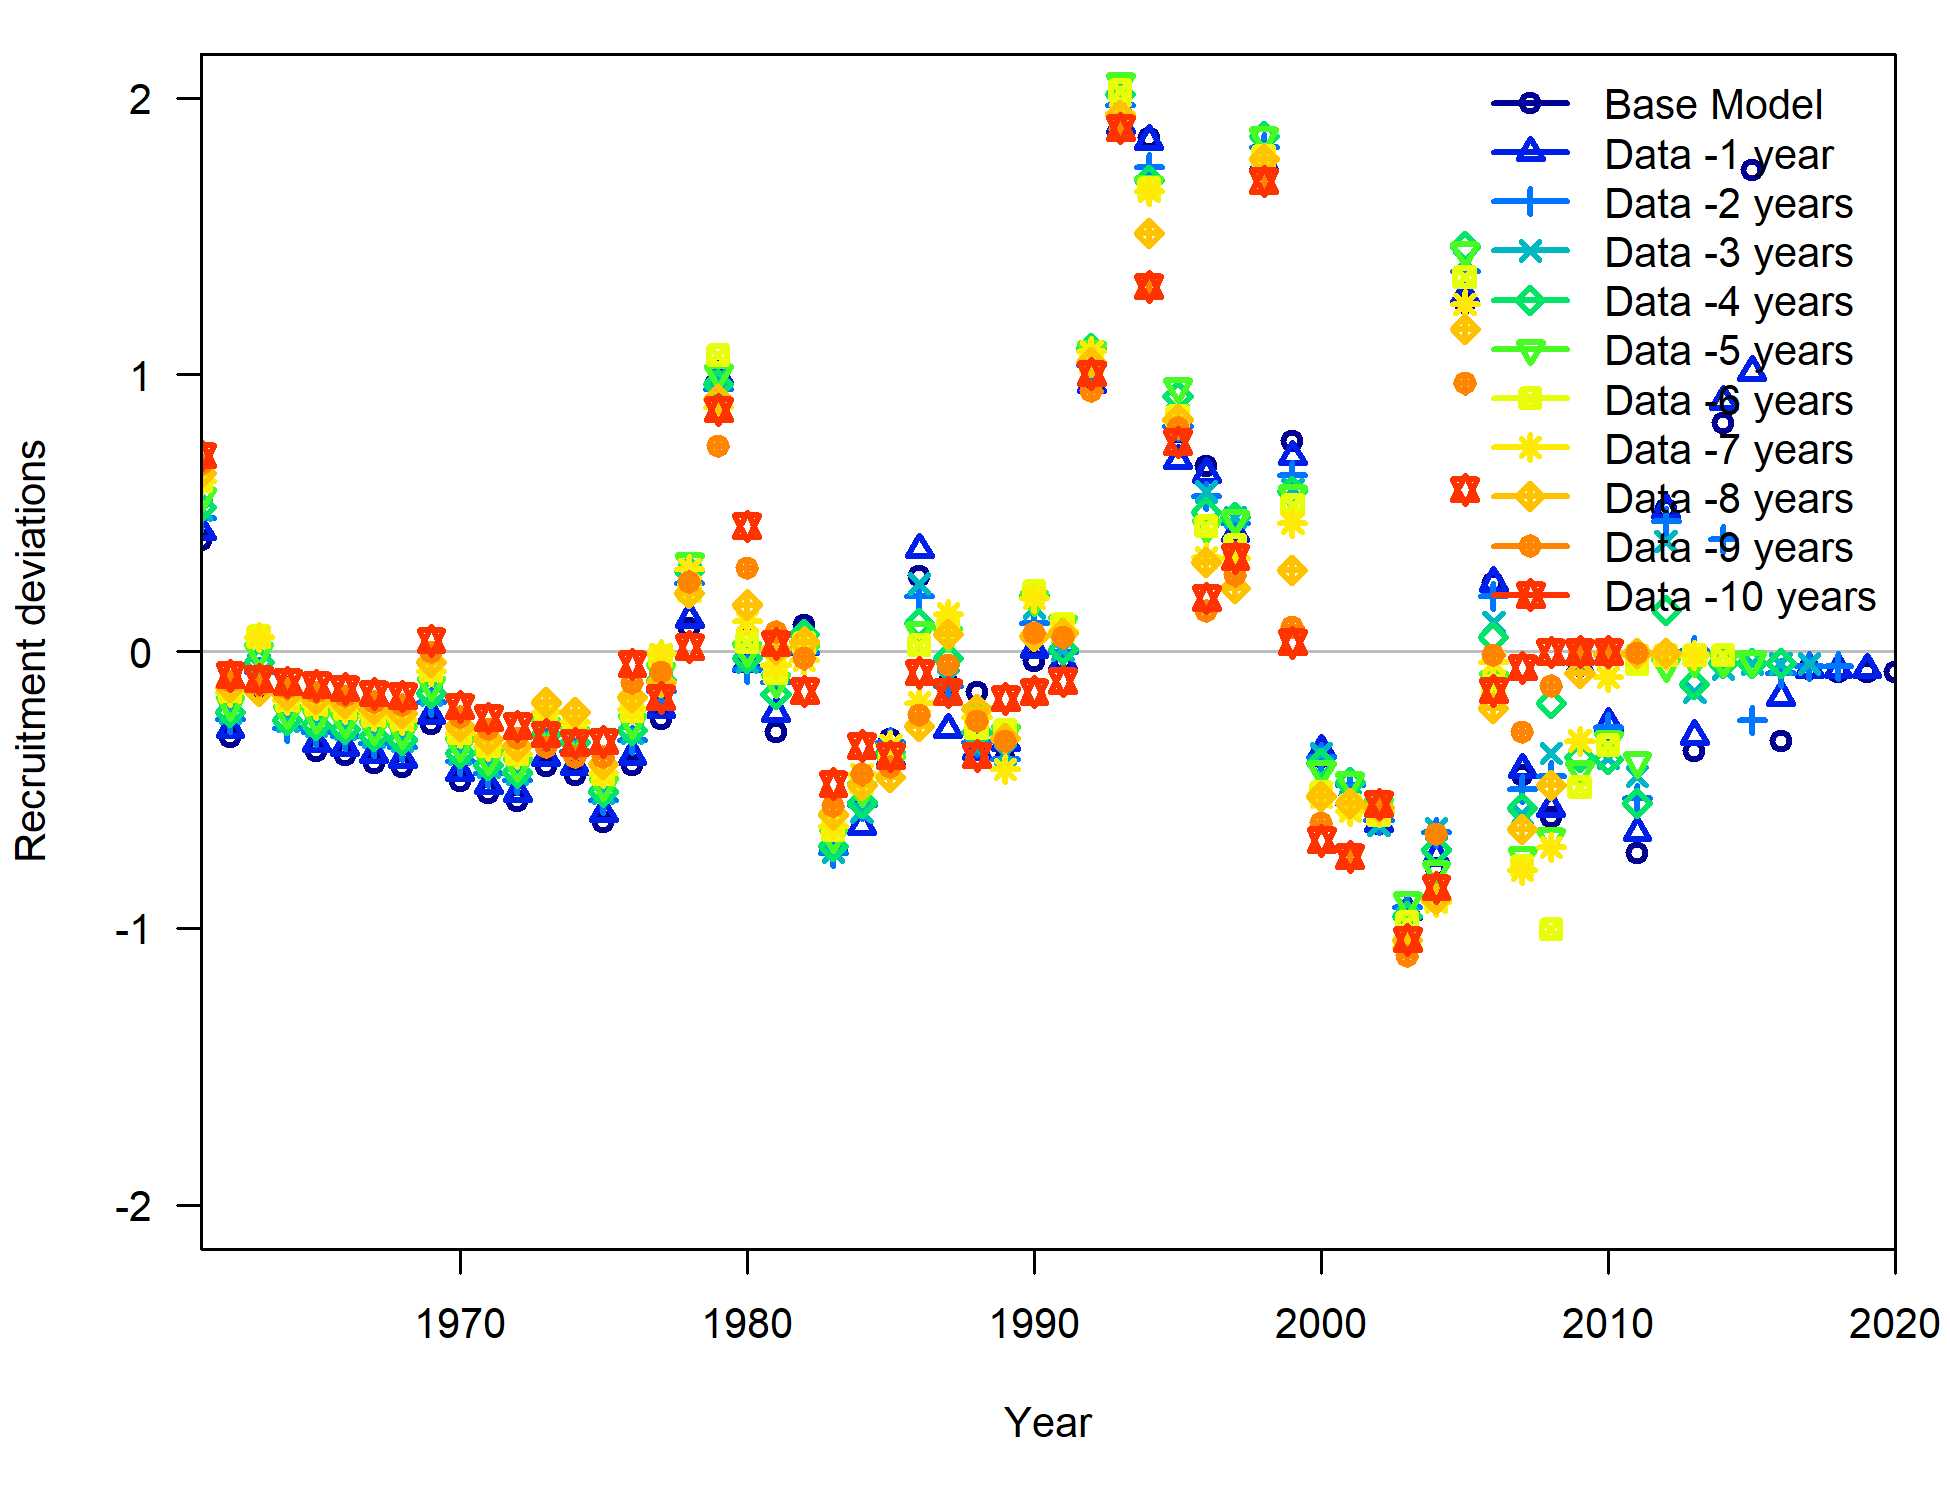 2
1
0
-1
-2
Recruitment deviations
Base Model
Data -1 year
Data -2 years
Data -3 years
Data -4 years
Data -5 years
Data -6 years
Data -7 years
Data -8 years
Data -9 years
Data -10 years
1970 1980 1990 2000 2010 2020
Year